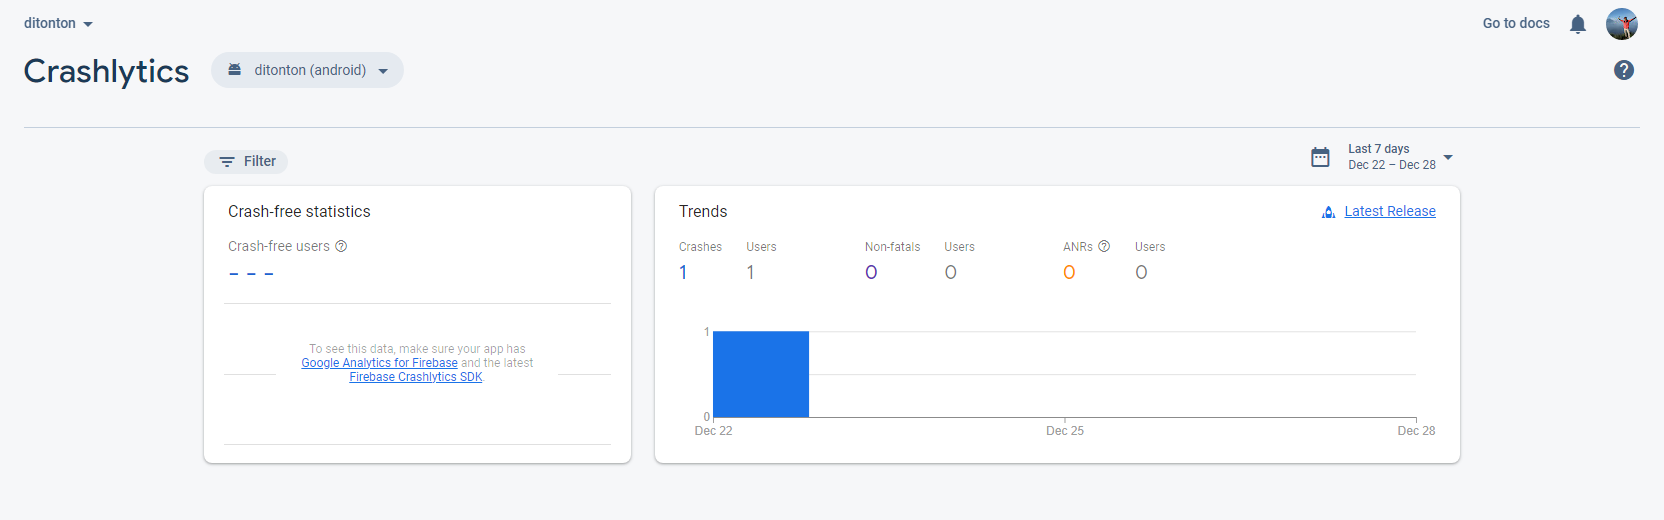 ditonton
Go to docs
Crashlytics
ditonton (android)
Filter
Last 7 days
Dec 22 – Dec 28
Crash-free statistics
Crash-free users
- - -
To see this data, make sure your app has
Google Analytics for Firebase and the latest
Firebase Crashlytics SDK.
Trends
Latest Release
Crashes Users Non-fatals Users ANRs Users
1 1 0 0 0 0
1
0
Dec 22 Dec 25 Dec 28